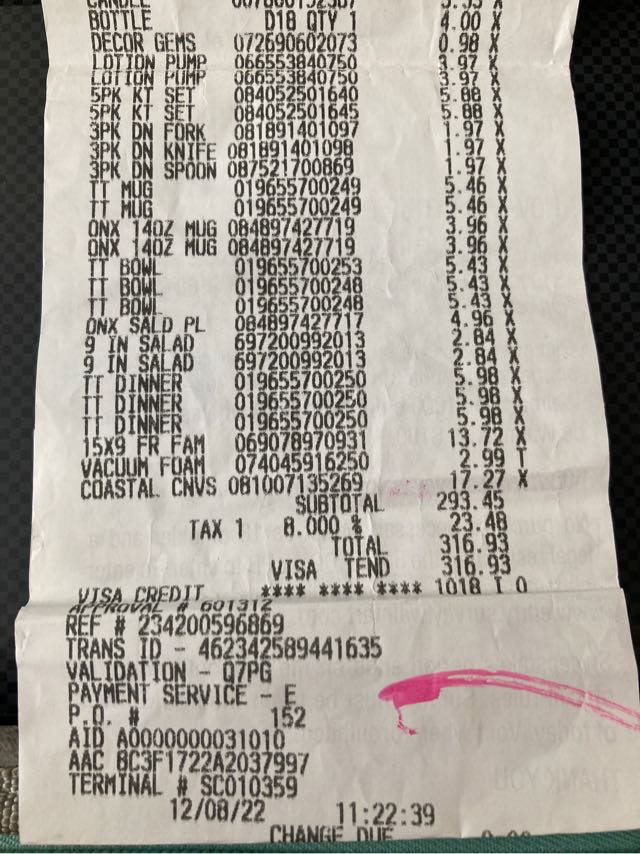 CANDLE 007800152307 5.95 X
BOTTLE D18 QTY 1 4.00 X
DECOR GEMS 072690602073 0.98 X
LOTION PUMP 066553840750 3.97 X
LOTION PUMP 066553840750 3.97 X
5PK KT SET 084052501640 5.88 X
5PK KT SET 084052501645 5.88 X
3PK DN FORK 081891401097 1.97 X
3PK DN KNIFE 081891401098 1.97 X
3PK DN SPOON 087521700869 1.97 X
TT MUG 019655700249 5.46 X
TT MUG 019655700249 5.46 X
ONX 14OZ MUG 084897427719 3.96 X
ONX 14OZ MUG 084897427719 3.96 X
TT BOWL 019655700253 5.43 X
TT BOWL 019655700248 5.43 X
TT BOWL 019655700248 5.43 X
ONX SALD PL 084897427717 4.96 X
9 IN SALAD 697200992013 2.84 X
9 IN SALAD 697200992013 2.84 X
TT DINNER 019655700250 5.98 X
TT DINNER 019655700250 5.98 X
TT DINNER 019655700250 5.98 X
15X9 FR FAM 069078970931 13.72 X
VACUUM FOAM 074045916250 2.99 T
COASTAL CNVS 081007135269 17.27 X
SUBTOTAL 293.45
TAX 1 8.000 % 23.48
TOTAL 316.93
VISA TEND 316.93
VISA CREDIT **** **** **** 1018 I 0
APPROVAL # 601312
REF # 234200596869
TRANS ID - 462342589441635
VALIDATION - Q7PG
PAYMENT SERVICE - E
P.O. # 152
AID A0000000031010
AAC BC3F1722A2037997
TERMINAL # SC010359
12/08/22 11:22:39
CHANGE DUE 0.00